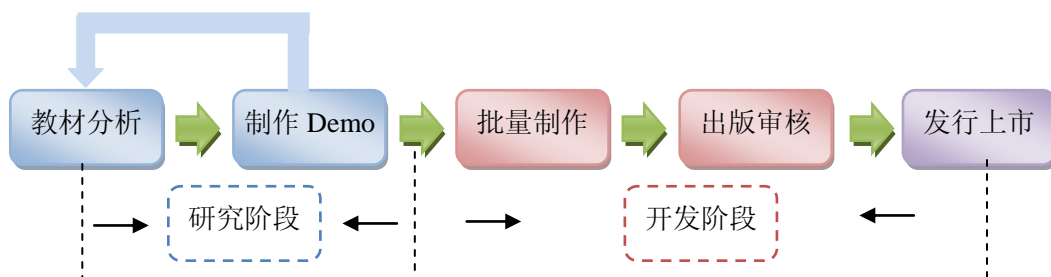 教材分析
制作 Demo
批量制作
出版审核
发行上市
研究阶段
开发阶段